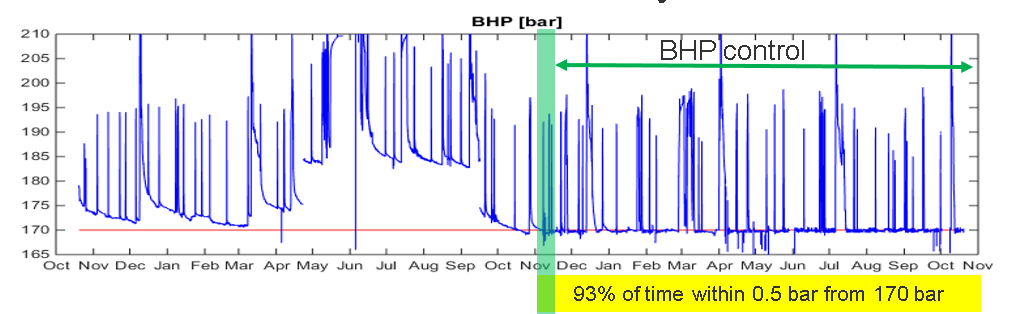 BHP [bar]
210
205
200
195
190
185
180
175
170
165
BHP control
Oct Nov Dec Jan Feb Mar Apr May Jun Jul Aug Sep Oct Nov Dec Jan Feb Mar Apr May Jun Jul Aug Sep Oct Nov
93% of time within 0.5 bar from 170 bar